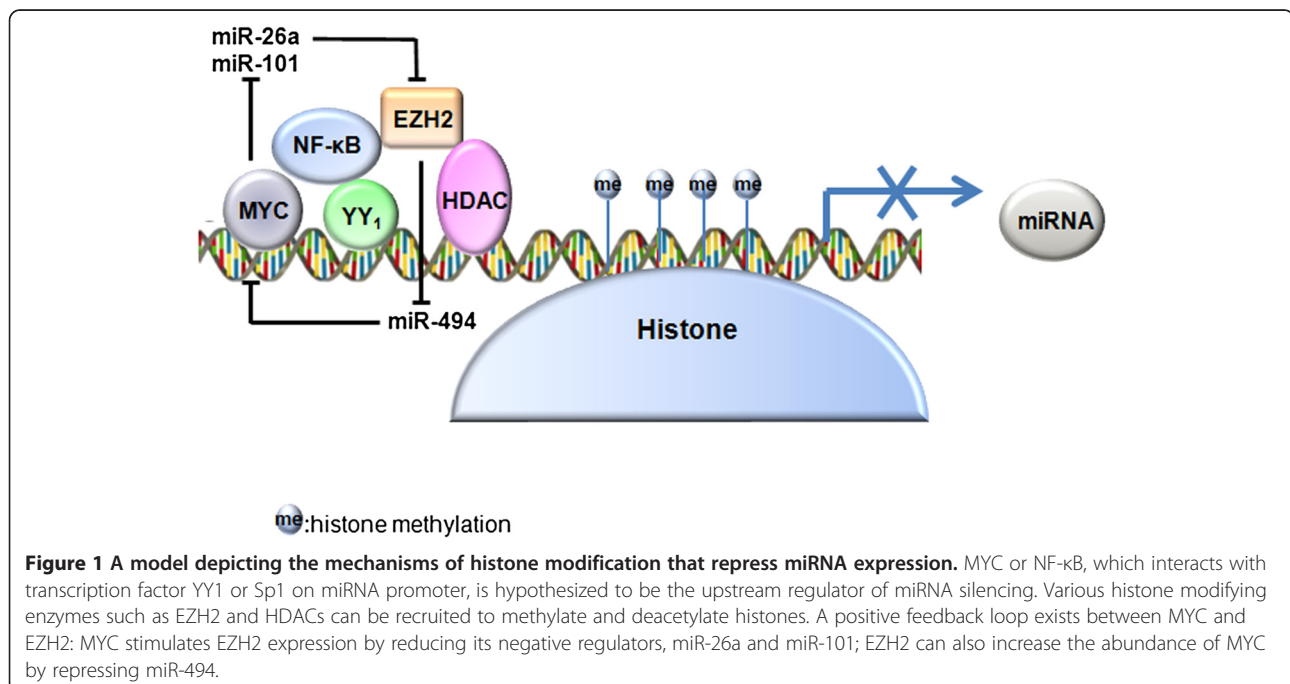 miR-26a
miR-101
EZH2
NF-κB
HDAC
me me me me
MYC
YY1
miRNA
miR-494
Histone
me:histone methylation
Figure 1 A model depicting the mechanisms of histone modification that repress miRNA expression. MYC or NF-κB, which interacts with
transcription factor YY1 or Sp1 on miRNA promoter, is hypothesized to be the upstream regulator of miRNA silencing. Various histone modifying
enzymes such as EZH2 and HDACs can be recruited to methylate and deacetylate histones. A positive feedback loop exists between MYC and
EZH2: MYC stimulates EZH2 expression by reducing its negative regulators, miR-26a and miR-101; EZH2 can also increase the abundance of MYC
by repressing miR-494.